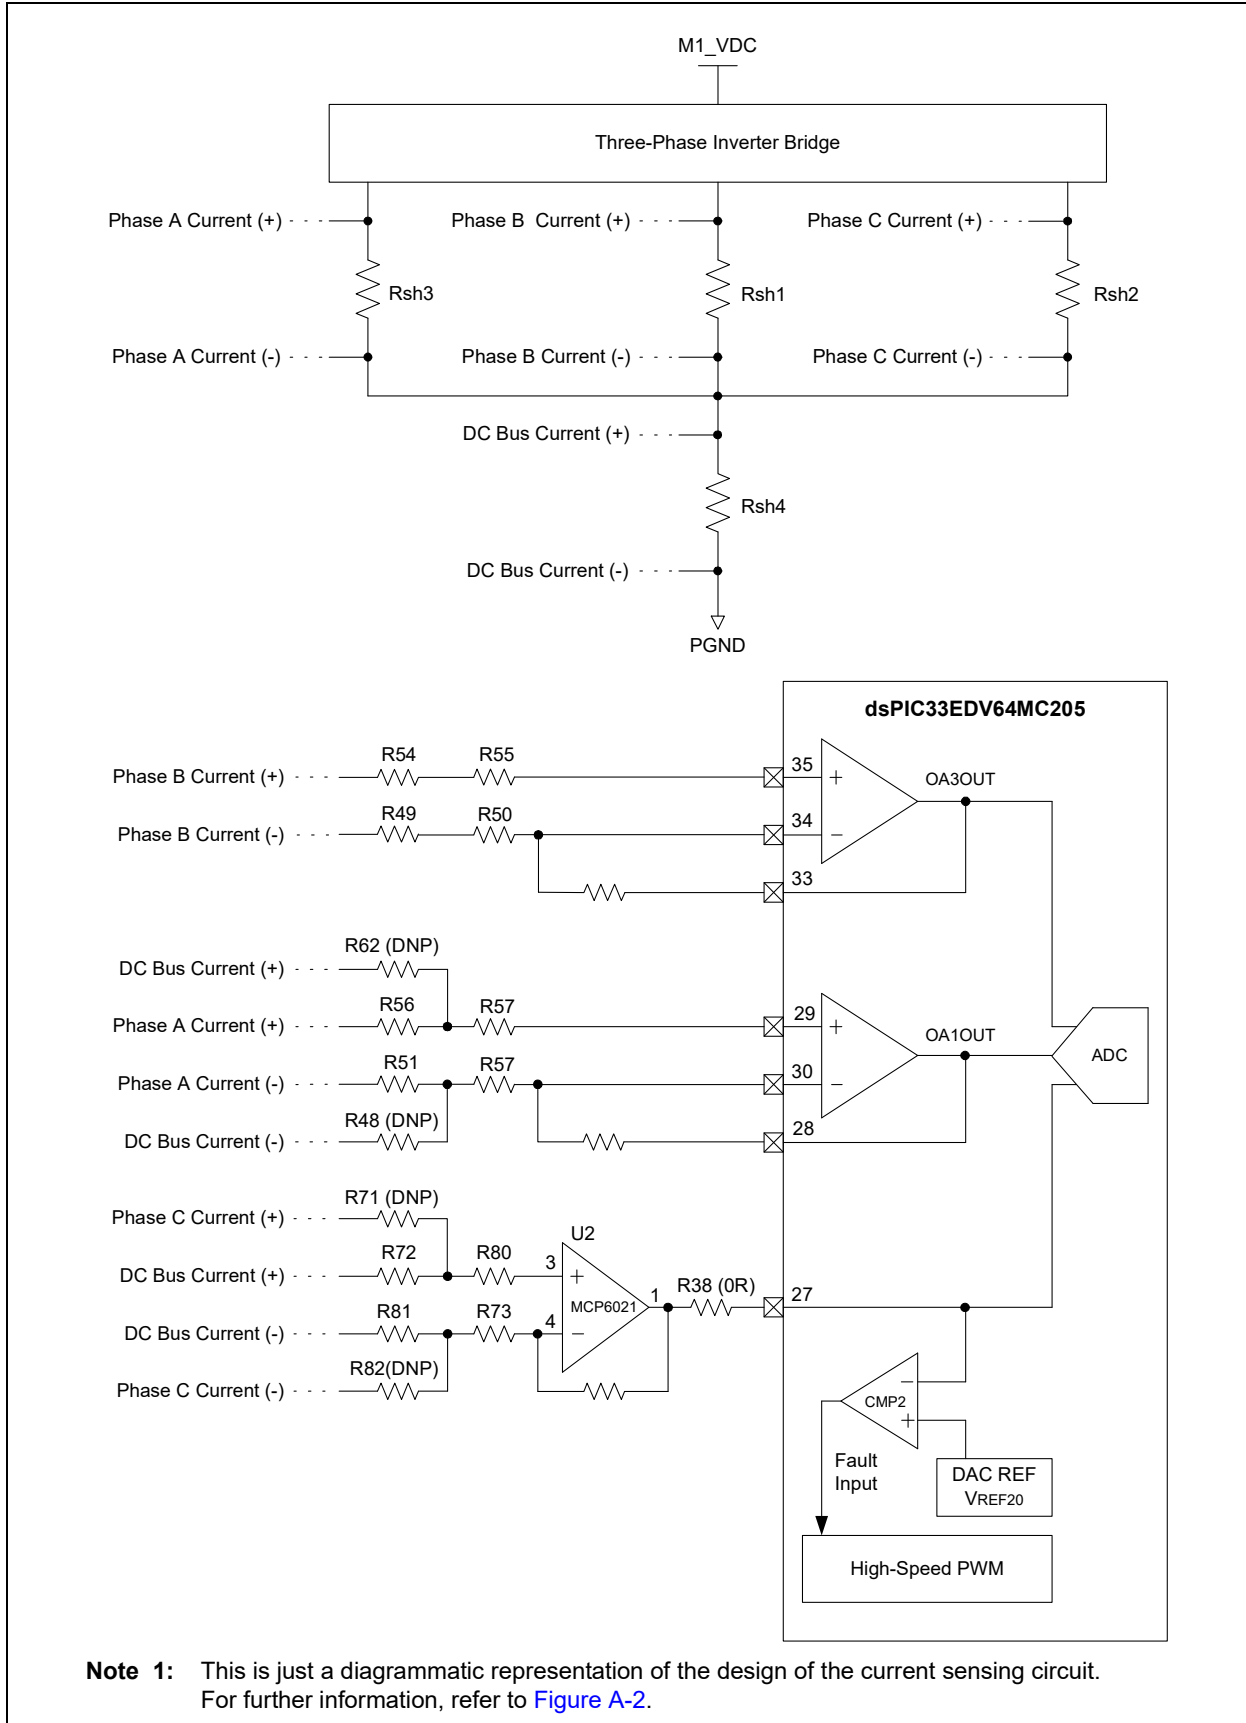 M1_VDC
Three-Phase Inverter Bridge
Phase A Current (+)
Phase B Current (+)
Phase C Current (+)
Rsh3
Rsh1
Rsh2
Phase A Current (-)
Phase B Current (-)
Phase C Current (-)
DC Bus Current (+)
Rsh4
DC Bus Current (-)
PGND
dsPIC33EDV64MC205
R54
R55
Phase B Current (+)
35
+
OA3OUT
R49
R50
Phase B Current (-)
34
−
33
R62 (DNP)
DC Bus Current (+)
R56
R57
Phase A Current (+)
29
+
OA1OUT
ADC
R51
R57
Phase A Current (-)
30
−
R48 (DNP)
DC Bus Current (-)
28
R71 (DNP)
Phase C Current (+)
U2
R72
R80
DC Bus Current (+)
3
+
MCP6021
1
R38 (0R)
27
R81
R73
DC Bus Current (-)
4
−
R82(DNP)
Phase C Current (-)
−
CMP2
+
Fault
Input
DAC REF
VREF20
High-Speed PWM
Note 1: This is just a diagrammatic representation of the design of the current sensing circuit.
For further information, refer to Figure A-2.